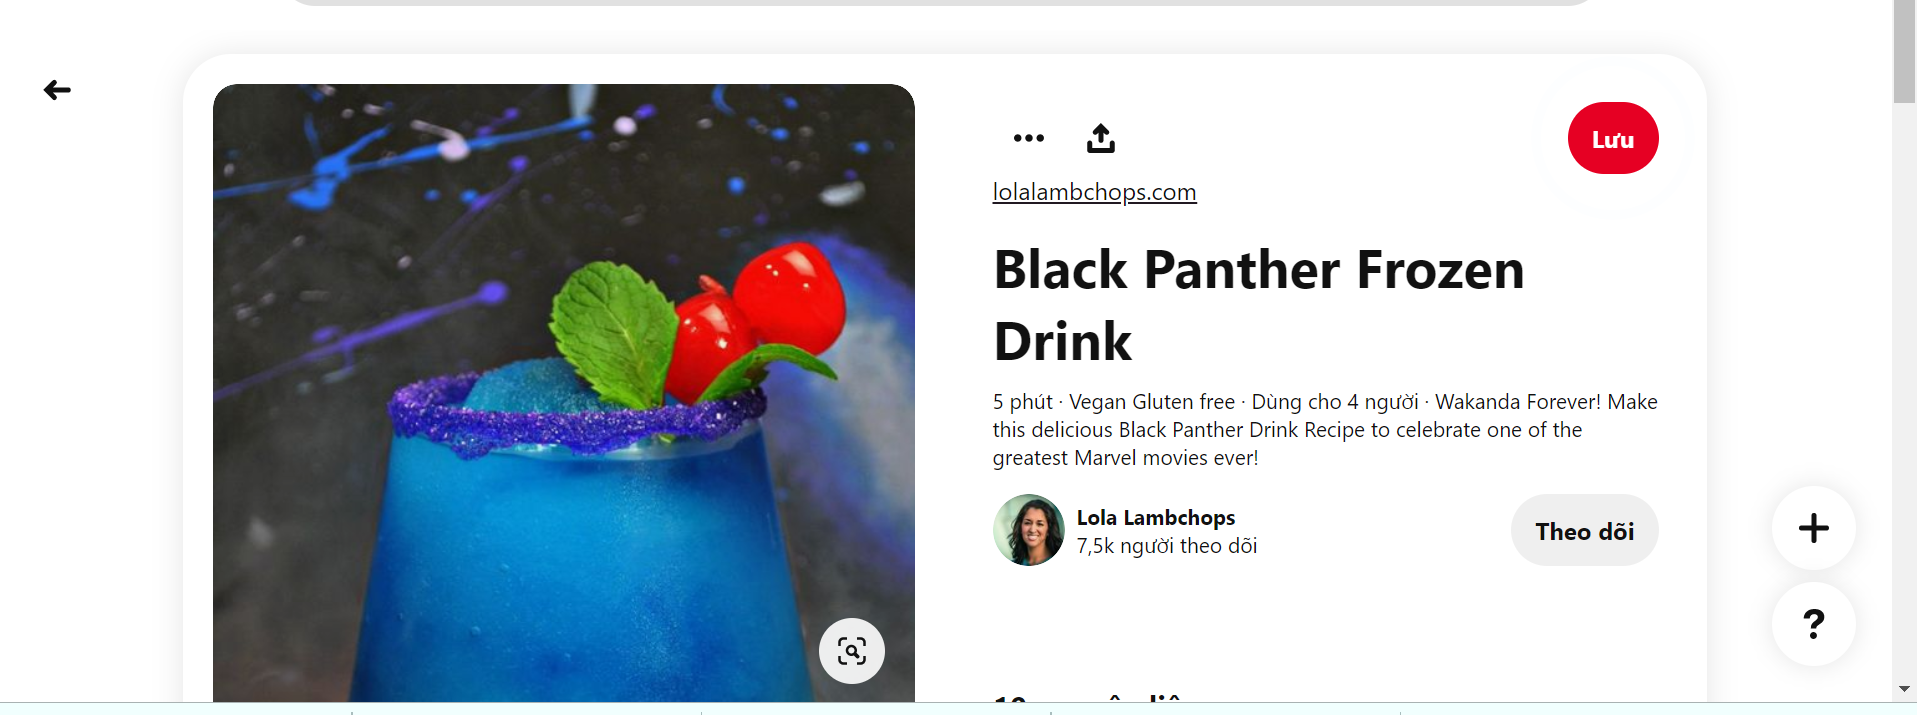 Lưu
lolalambchops.com
Black Panther Frozen
Drink
5 phút · Vegan Gluten free · Dùng cho 4 người · Wakanda Forever! Make
this delicious Black Panther Drink Recipe to celebrate one of the
greatest Marvel movies ever!
Lola Lambchops
7,5k người theo dõi
Theo dõi
?